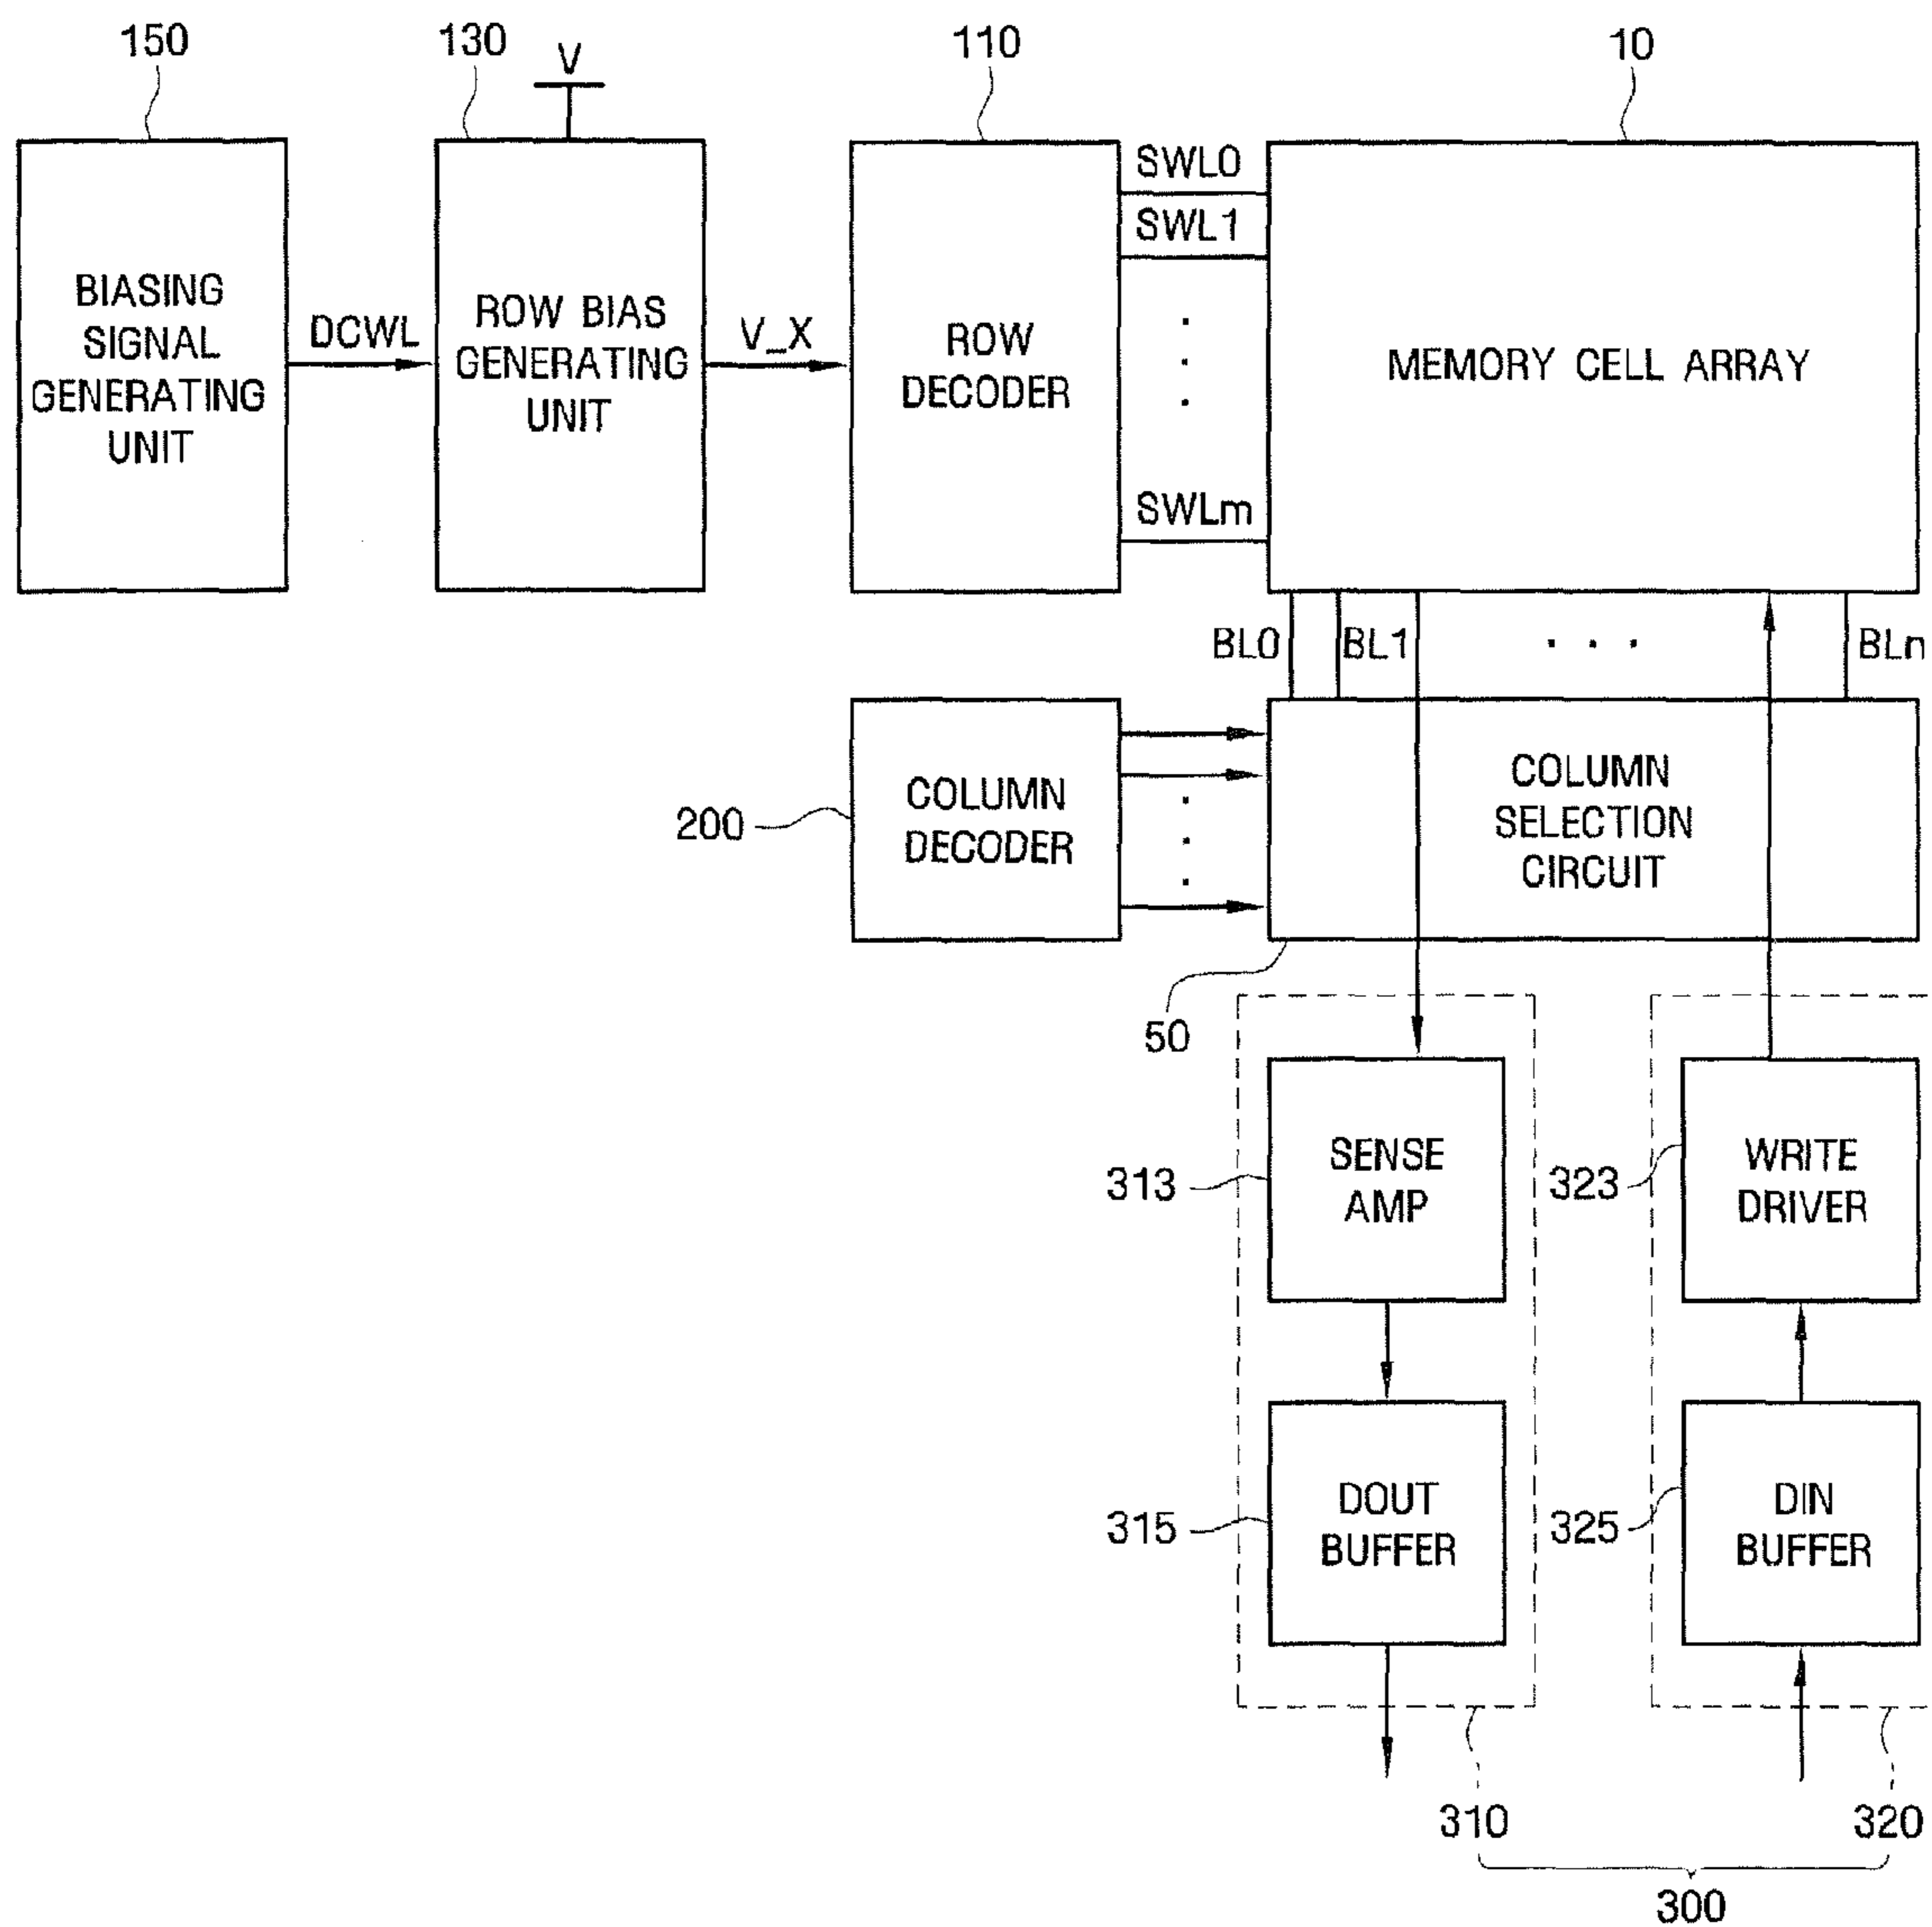 150
130
V
110
10
BIASING
SIGNAL
GENERATING
UNIT
DCWL
ROW BIAS
GENERATING
UNIT
V_X
ROW
DECODER
SWL0
SWL1
SWLm
MEMORY CELL ARRAY
BL0
BL1
BLn
200
COLUMN
DECODER
COLUMN
SELECTION
CIRCUIT
50
313
SENSE
AMP
323
WRITE
DRIVER
315
DOUT
BUFFER
325
DIN
BUFFER
310
320
300